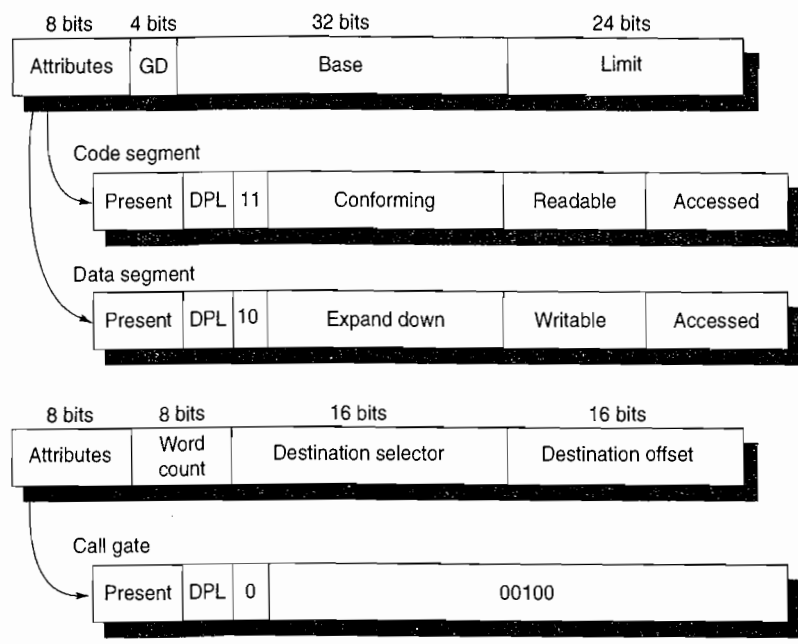 8 bits 4 bits 32 bits 24 bits
Attributes GD Base Limit
Code segment
Present DPL 11 Conforming Readable Accessed
Data segment
Present DPL 10 Expand down Writable Accessed
8 bits 8 bits 16 bits 16 bits
Attributes Word count Destination selector Destination offset
Call gate
Present DPL 0 00100